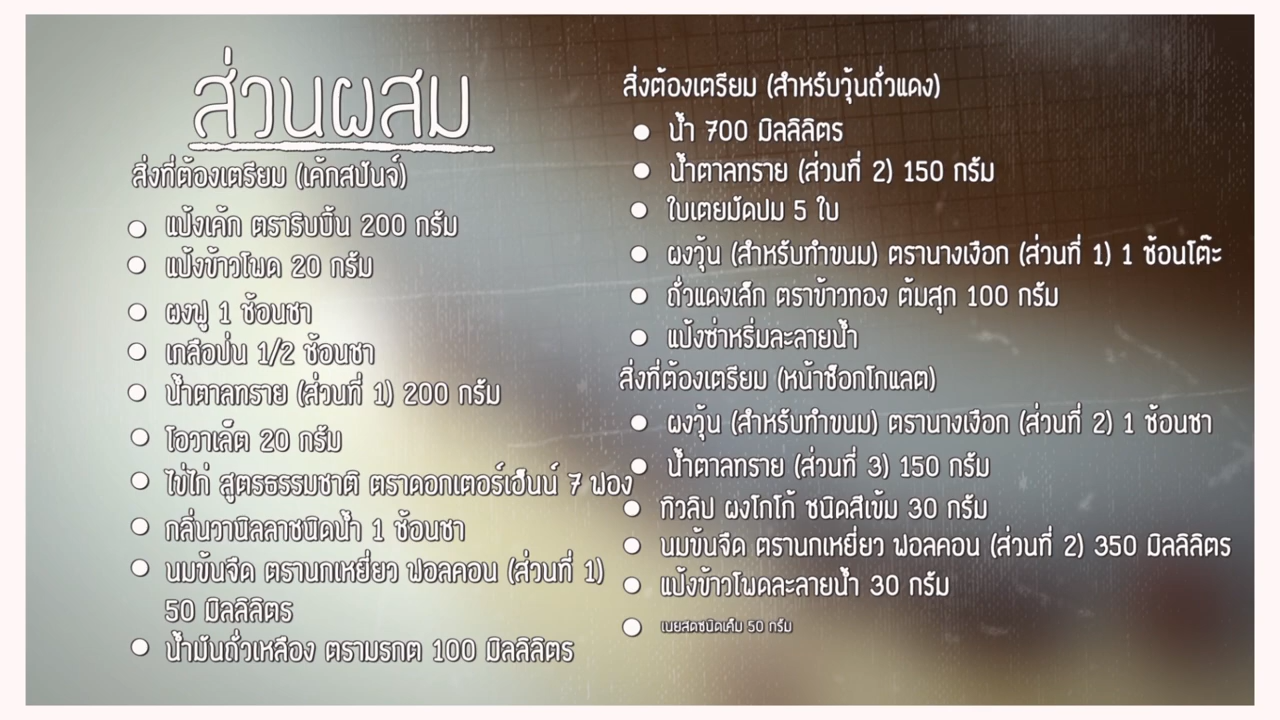 ส่วนผสม
สิ่งที่ต้องเตรียม (เค้กสปันจ์)
แป้งเค้ก ตราริบบิ้น 200 กรัม
แป้งข้าวโพด 20 กรัม
ผงฟู 1 ช้อนชา
เกลือป่น 1/2 ช้อนชา
น้ำตาลทราย (ส่วนที่ 1) 200 กรัม
โอวาเล็ต 20 กรัม
ไข่ไก่ สูตรธรรมชาติ ตราดอกเตอร์เฮ็นน์ 7 ฟอง
กลิ่นวานิลลาชนิดน้ำ 1 ช้อนชา
นมข้นจืด ตรานกเหยี่ยว ฟอลคอน (ส่วนที่ 1)
50 มิลลิลิตร
น้ำมันถั่วเหลือง ตรามรกต 100 มิลลิลิตร
สิ่งต้องเตรียม (สำหรับวุ้นถั่วแดง)
น้ำ 700 มิลลิลิตร
น้ำตาลทราย (ส่วนที่ 2) 150 กรัม
ใบเตยมัดปม 5 ใบ
ผงวุ้น (สำหรับทำขนม) ตรานางเงือก (ส่วนที่ 1) 1 ช้อนโต๊ะ
ถั่วแดงเล็ก ตราข้าวทอง ต้มสุก 100 กรัม
แป้งซ่าหริ่มละลายน้ำ
สิ่งที่ต้องเตรียม (หน้าช็อกโกแลต)
ผงวุ้น (สำหรับทำขนม) ตรานางเงือก (ส่วนที่ 2) 1 ช้อนชา
น้ำตาลทราย (ส่วนที่ 3) 150 กรัม
ทิวลิป ผงโกโก้ ชนิดสีเข้ม 30 กรัม
นมข้นจืด ตรานกเหยี่ยว ฟอลคอน (ส่วนที่ 2) 350 มิลลิลิตร
แป้งข้าวโพดละลายน้ำ 30 กรัม
เนยสดชนิดเค็ม 50 กรัม